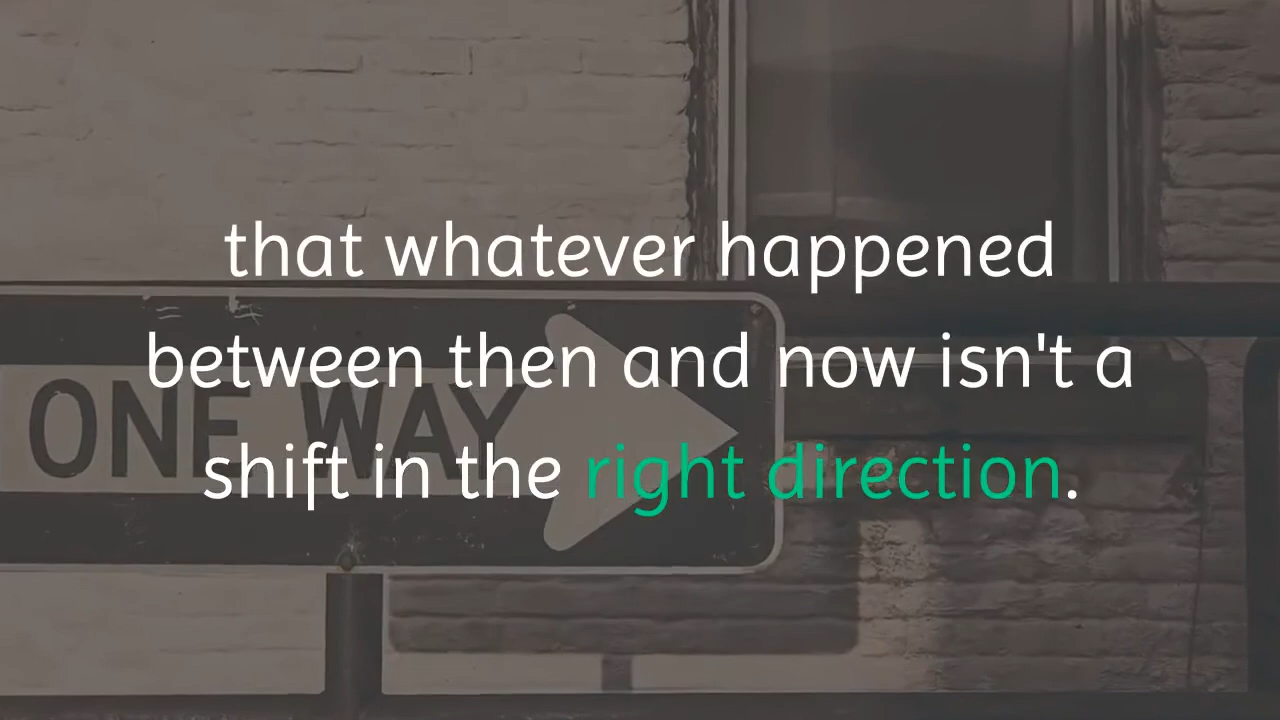 that whatever happened
between then and now isn't a
shift in the right direction.
ONE WAY